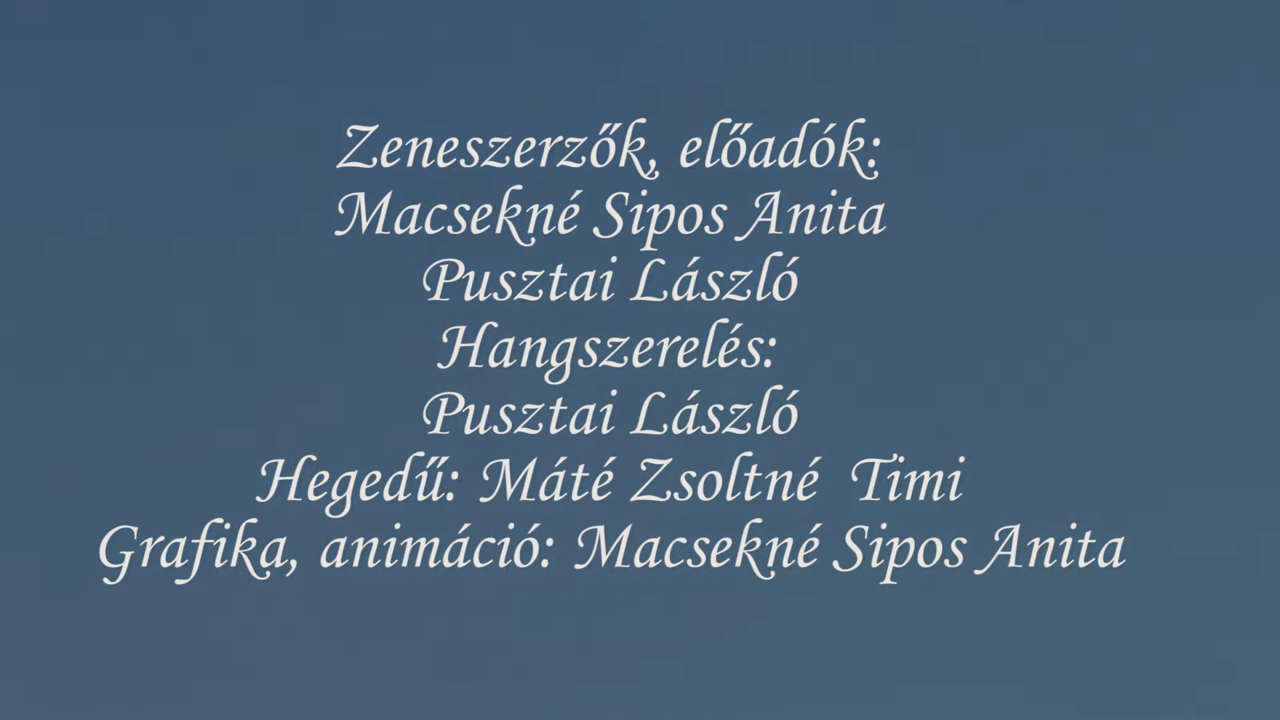 Zeneszerzők, előadók:
Macsekné Sipos Anita
Pusztai László
Hangszerelés:
Pusztai László
Hegedű: Máté Zsoltné Timi
Grafika, animáció: Macsekné Sipos Anita